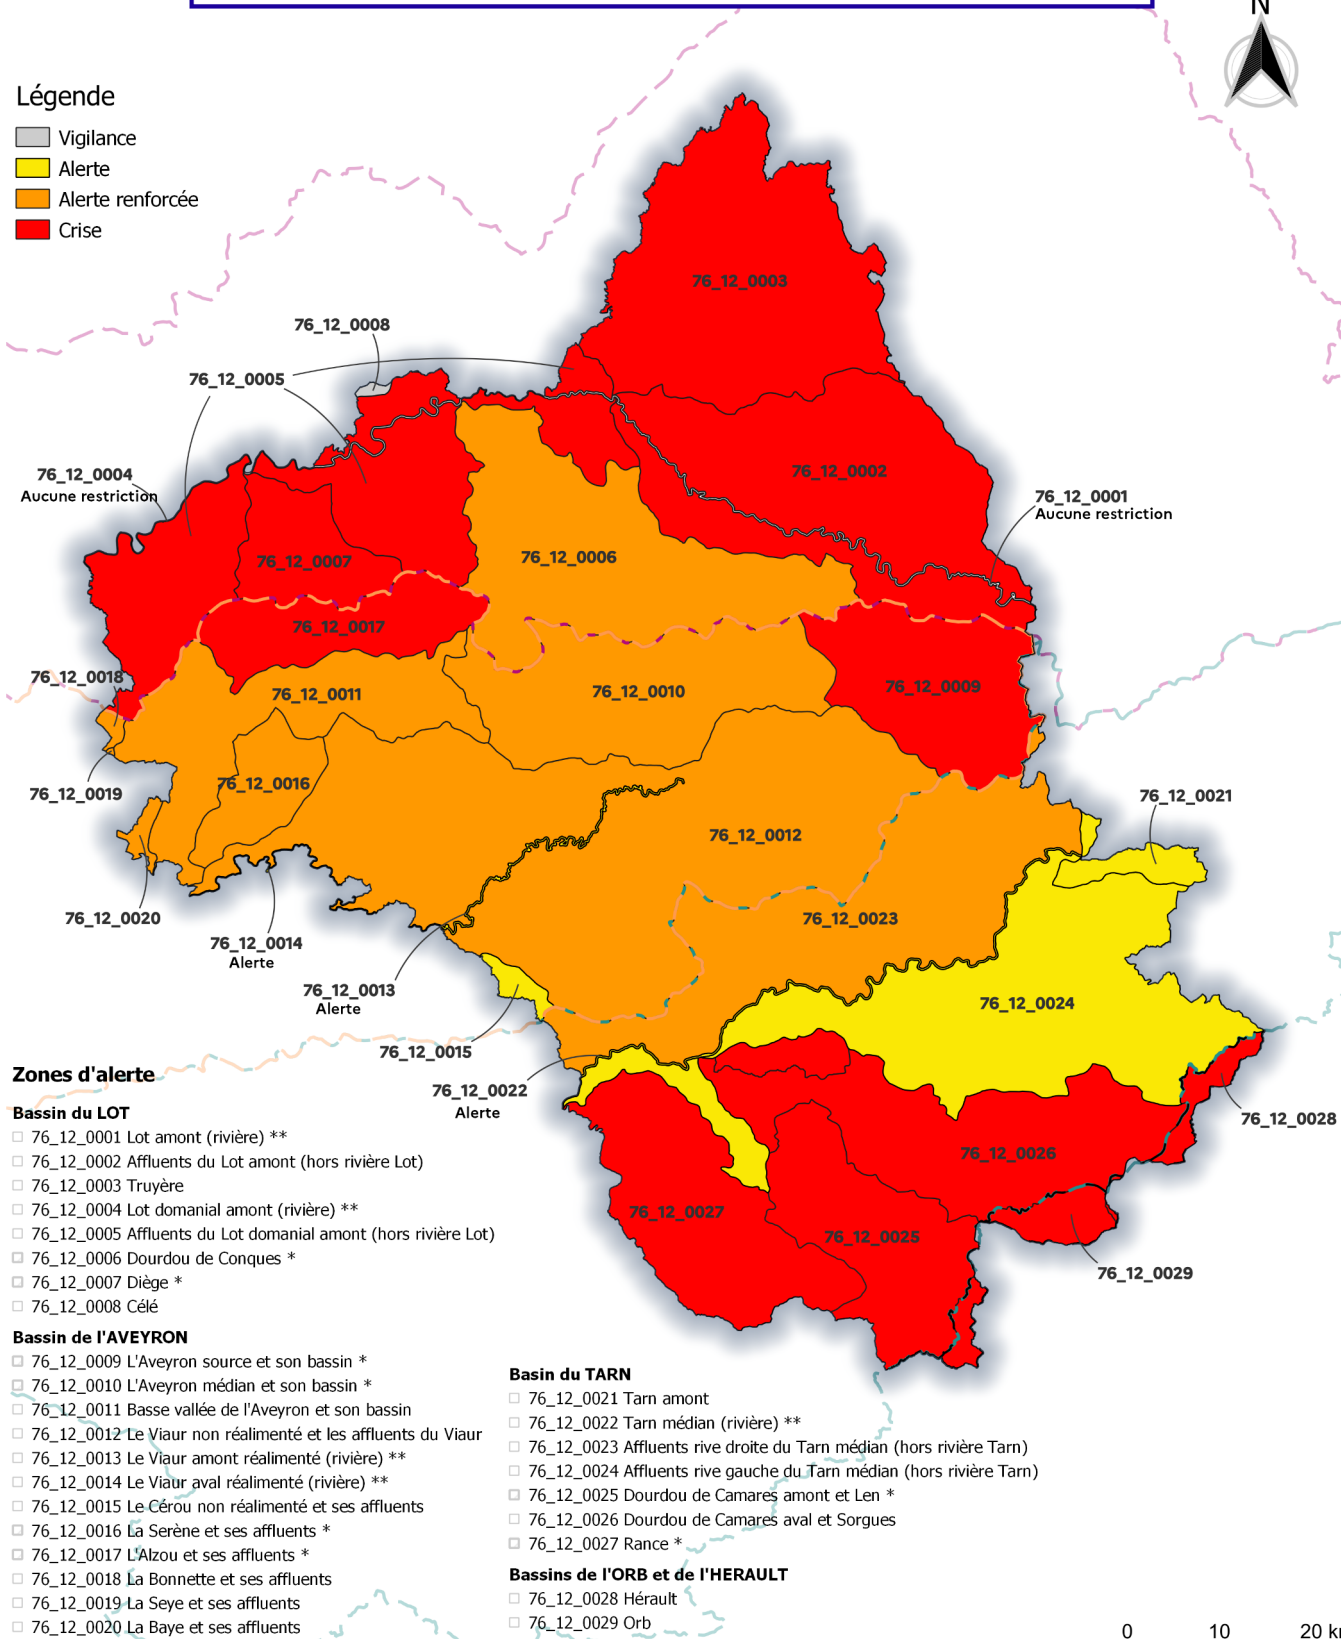 N
Légende
Vigilance
Alerte
Alerte renforcée
Crise
76_12_0003
76_12_0008
76_12_0005
76_12_0004
Aucune restriction
76_12_0002
76_12_0001
Aucune restriction
76_12_0006
76_12_0007
76_12_0017
76_12_0018
76_12_0011
76_12_0010
76_12_0009
76_12_0019
76_12_0016
76_12_0021
76_12_0012
76_12_0020
76_12_0023
76_12_0014
Alerte
76_12_0013
Alerte
76_12_0024
76_12_0015
76_12_0022
Alerte
76_12_0028
76_12_0026
76_12_0027
76_12_0025
76_12_0029
Zones d'alerte
Bassin du LOT
76_12_0001 Lot amont (rivière) **
76_12_0002 Affluents du Lot amont (hors rivière Lot)
76_12_0003 Truyère
76_12_0004 Lot domanial amont (rivière) **
76_12_0005 Affluents du Lot domanial amont (hors rivière Lot)
76_12_0006 Dourdou de Conques *
76_12_0007 Diège *
76_12_0008 Célé
Bassin de l'AVEYRON
76_12_0009 L'Aveyron source et son bassin *
76_12_0010 L'Aveyron médian et son bassin *
76_12_0011 Basse vallée de l'Aveyron et son bassin
76_12_0012 Le Viaur non réalimenté et les affluents du Viaur
76_12_0013 Le Viaur amont réalimenté (rivière) **
76_12_0014 Le Viaur aval réalimenté (rivière) **
76_12_0015 Le Cérou non réalimenté et ses affluents
76_12_0016 La Serène et ses affluents *
76_12_0017 L'Alzou et ses affluents *
76_12_0018 La Bonnette et ses affluents
76_12_0019 La Seye et ses affluents
76_12_0020 La Baye et ses affluents
Basin du TARN
76_12_0021 Tarn amont
76_12_0022 Tarn médian (rivière) **
76_12_0023 Affluents rive droite du Tarn médian (hors rivière Tarn)
76_12_0024 Affluents rive gauche du Tarn médian (hors rivière Tarn)
76_12_0025 Dourdou de Camares amont et Len *
76_12_0026 Dourdou de Camares aval et Sorgues
76_12_0027 Rance *
Bassins de l'ORB et de l'HERAULT
76_12_0028 Hérault
76_12_0029 Orb
0 10 20 k